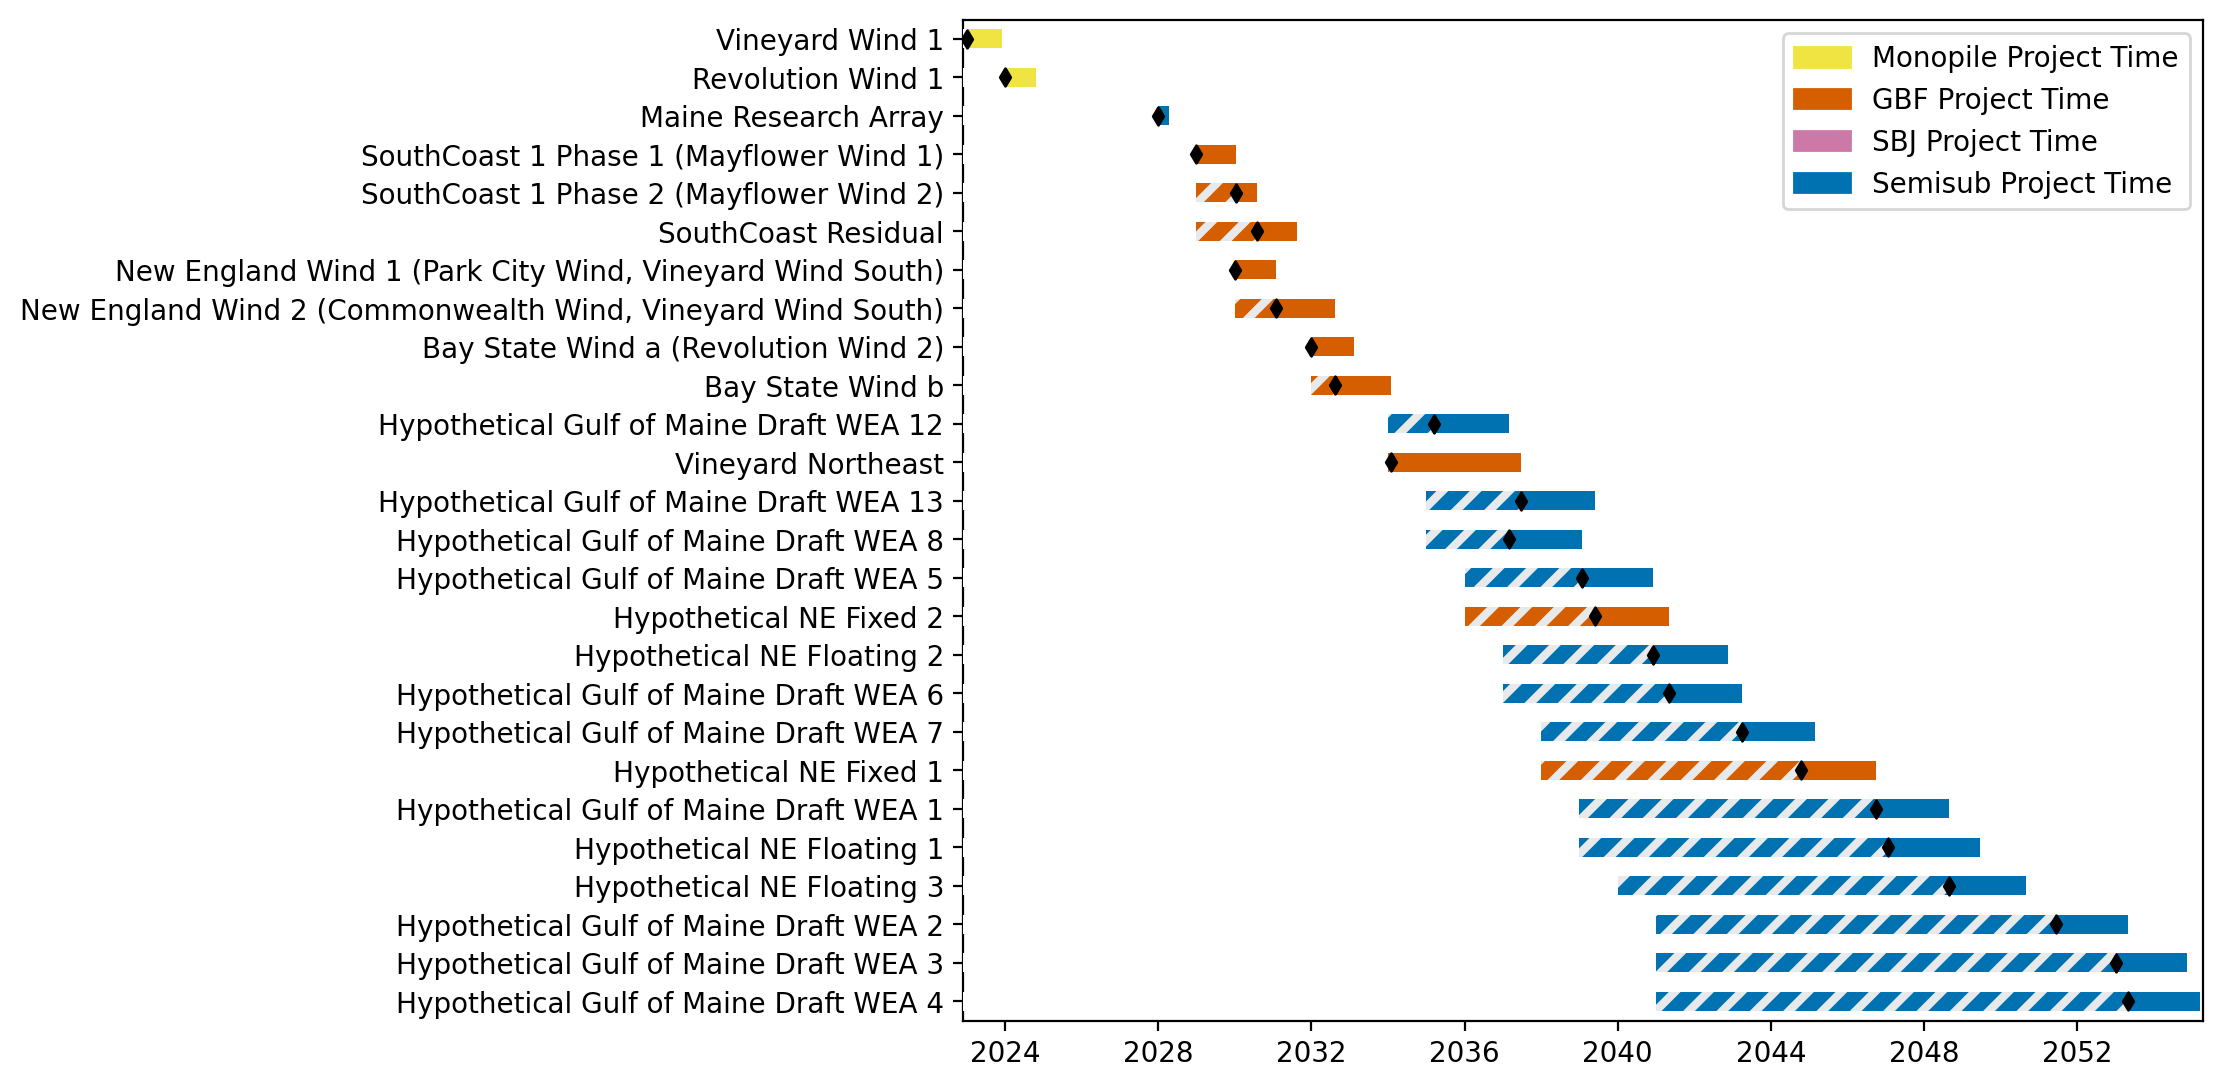 Vineyard Wind 1
Revolution Wind 1
Maine Research Array
SouthCoast 1 Phase 1 (Mayflower Wind 1)
SouthCoast 1 Phase 2 (Mayflower Wind 2)
SouthCoast Residual
New England Wind 1 (Park City Wind, Vineyard Wind South)
New England Wind 2 (Commonwealth Wind, Vineyard Wind South)
Bay State Wind a (Revolution Wind 2)
Bay State Wind b
Hypothetical Gulf of Maine Draft WEA 12
Vineyard Northeast
Hypothetical Gulf of Maine Draft WEA 13
Hypothetical Gulf of Maine Draft WEA 8
Hypothetical Gulf of Maine Draft WEA 5
Hypothetical NE Fixed 2
Hypothetical NE Floating 2
Hypothetical Gulf of Maine Draft WEA 6
Hypothetical Gulf of Maine Draft WEA 7
Hypothetical NE Fixed 1
Hypothetical Gulf of Maine Draft WEA 1
Hypothetical NE Floating 1
Hypothetical NE Floating 3
Hypothetical Gulf of Maine Draft WEA 2
Hypothetical Gulf of Maine Draft WEA 3
Hypothetical Gulf of Maine Draft WEA 4
Monopile Project Time
GBF Project Time
SBJ Project Time
Semisub Project Time
2024 2028 2032 2036 2040 2044 2048 2052